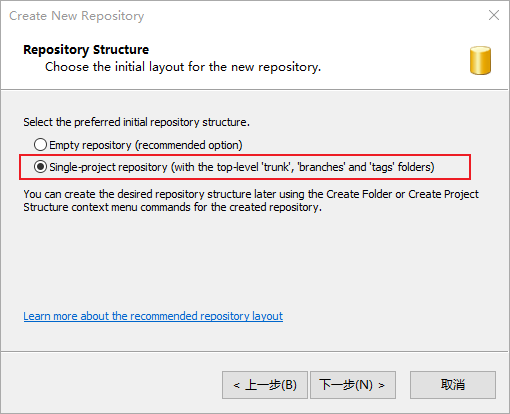 Create New Repository
Repository Structure
Choose the initial layout for the new repository.
Select the preferred initial repository structure.
Empty repository (recommended option)
Single-project repository (with the top-level 'trunk', 'branches' and 'tags' folders)
You can create the desired repository structure later using the Create Folder or Create Project
Structure context menu commands for the created repository.
Learn more about the recommended repository layout
< 上一步(B) 下一步(N) > 取消